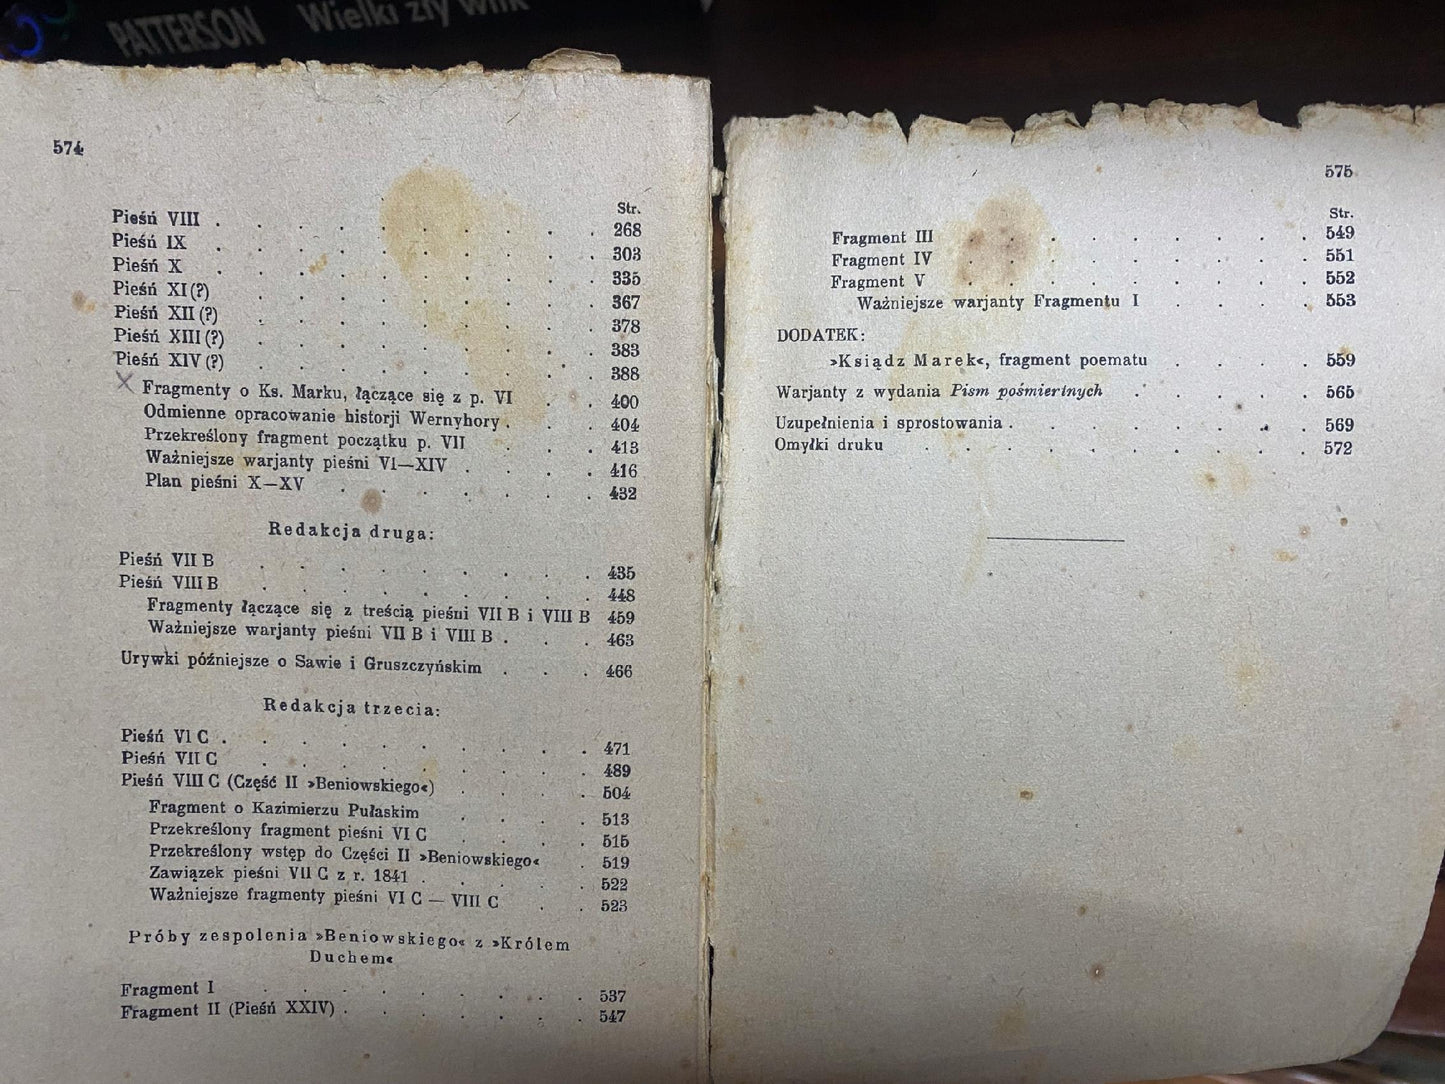 PATTERSON Wielki zły wilk
574
Str.
Pieśń VIII . . . . . . . . . . 268
Pieśń IX . . . . . . . . . . 303
Pieśń X . . . . . . . . . . 335
Pieśń XI (?) . . . . . . . . . 367
Pieśń XII (?) . . . . . . . . . 378
Pieśń XIII (?) . . . . . . . . . 383
Pieśń XIV (?) . . . . . . . . . 388
Fragmenty o Ks. Marku, łączące się z p. VI . . 400
Odmienne opracowanie historji Wernyhory . . . 404
Przekreślony fragment początku p. VII . . . 413
Ważniejsze warjanty pieśni VI—XIV . . . . 416
Plan pieśni X—XV . . . . . . . 432
Redakcja druga:
Pieśń VII B . . . . . . . . . 435
Pieśń VIII B . . . . . . . . . 448
Fragmenty łączące się z treścią pieśni VII B i VIII B 459
Ważniejsze warjanty pieśni VII B i VIII B . . . 463
Urywki późniejsze o Sawie i Gruszczyńskim . . . 466
Redakcja trzecia:
Pieśń VI C . . . . . . . . . . 471
Pieśń VII C . . . . . . . . . 489
Pieśń VIII C (Część II »Beniowskiego«) . . . . 504
Fragment o Kazimierzu Pułaskim . . . . 513
Przekreślony fragment pieśni VI C . . . . 515
Przekreślony wstęp do Części II »Beniowskiego« . 519
Zawiązek pieśni VII C z r. 1841 . . . . . 522
Ważniejsze fragmenty pieśni VI C — VIII C . . 523
Próby zespolenia »Beniowskiego« z »Królem
Duchem«
Fragment I . . . . . . . . . 537
Fragment II (Pieśń XXIV) . . . . . . . 547
575
Str.
Fragment III . . . . . . . . . 549
Fragment IV . . . . . . . . . 551
Fragment V . . . . . . . . . 552
Ważniejsze warjanty Fragmentu I . . . . 553
DODATEK:
»Ksiądz Marek«, fragment poematu . . . . 559
Warjanty z wydania Pism pośmiertnych . . . . 565
Uzupełnienia i sprostowania . . . . . . . . 569
Omyłki druku . . . . . . . . . 572